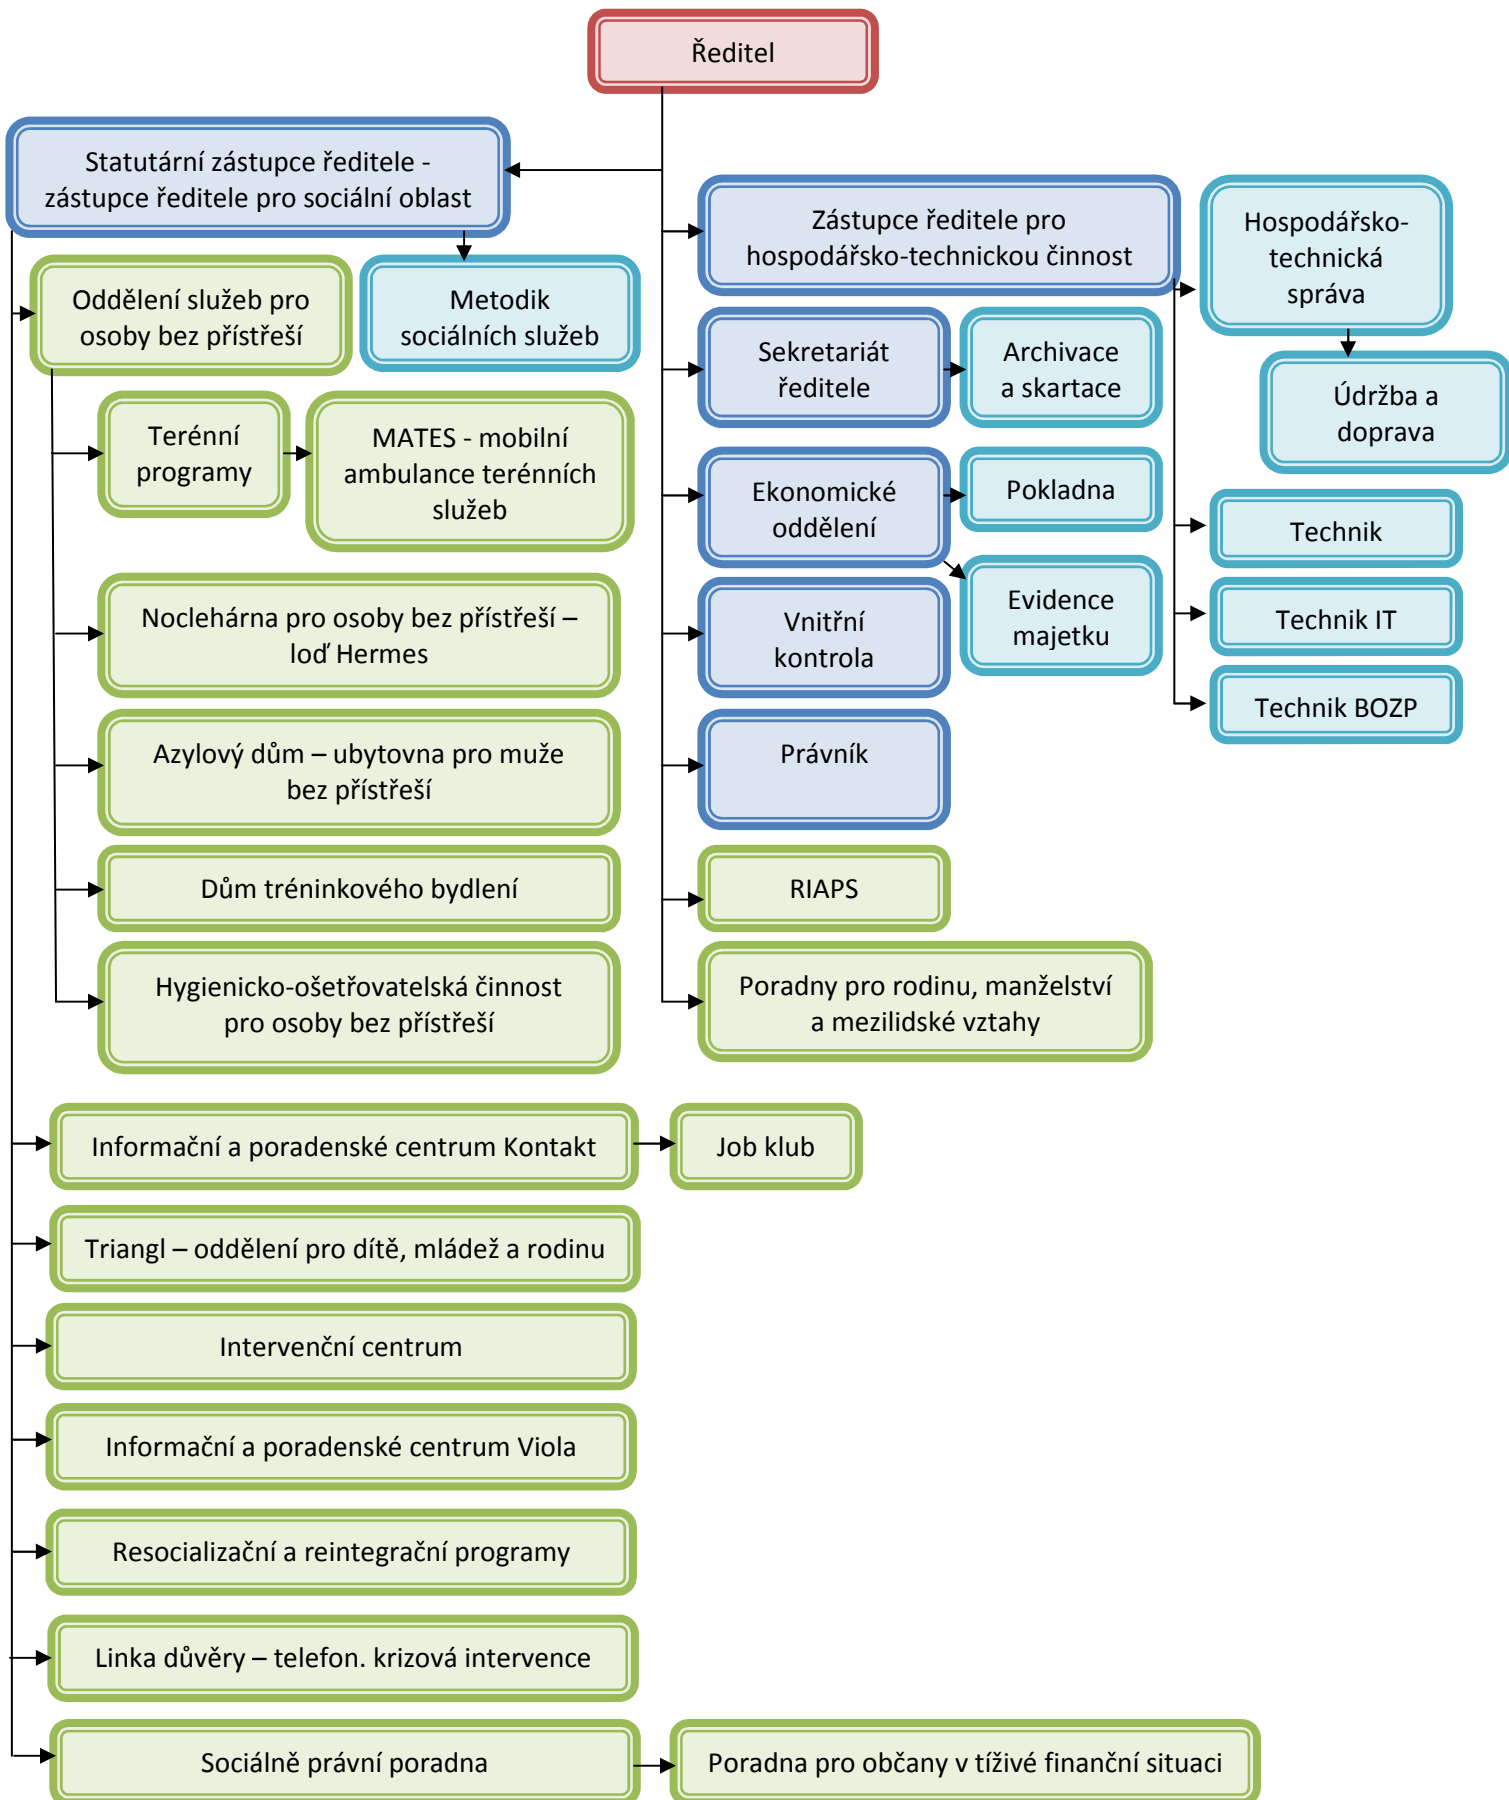 Ředitel
Statutární zástupce ředitele -
zástupce ředitele pro sociální oblast
Zástupce ředitele pro
hospodářsko-technickou činnost
Hospodářsko-
technická
správa
Oddělení služeb pro
osoby bez přístřeší
Metodik
sociálních služeb
Sekretariát
ředitele
Archivace
a skartace
Údržba a
doprava
Terénní
programy
MATES - mobilní
ambulance terénních
služeb
Ekonomické
oddělení
Pokladna
Technik
Noclehárna pro osoby bez přístřeší –
loď Hermes
Vnitřní
kontrola
Evidence
majetku
Technik IT
Technik BOZP
Azylový dům – ubytovna pro muže
bez přístřeší
Právník
Dům tréninkového bydlení
RIAPS
Hygienicko-ošetřovatelská činnost
pro osoby bez přístřeší
Poradny pro rodinu, manželství
a mezilidské vztahy
Informační a poradenské centrum Kontakt
Job klub
Triangl – oddělení pro dítě, mládež a rodinu
Intervenční centrum
Informační a poradenské centrum Viola
Resocializační a reintegrační programy
Linka důvěry – telefon. krizová intervence
Sociálně právní poradna
Poradna pro občany v tíživé finanční situaci